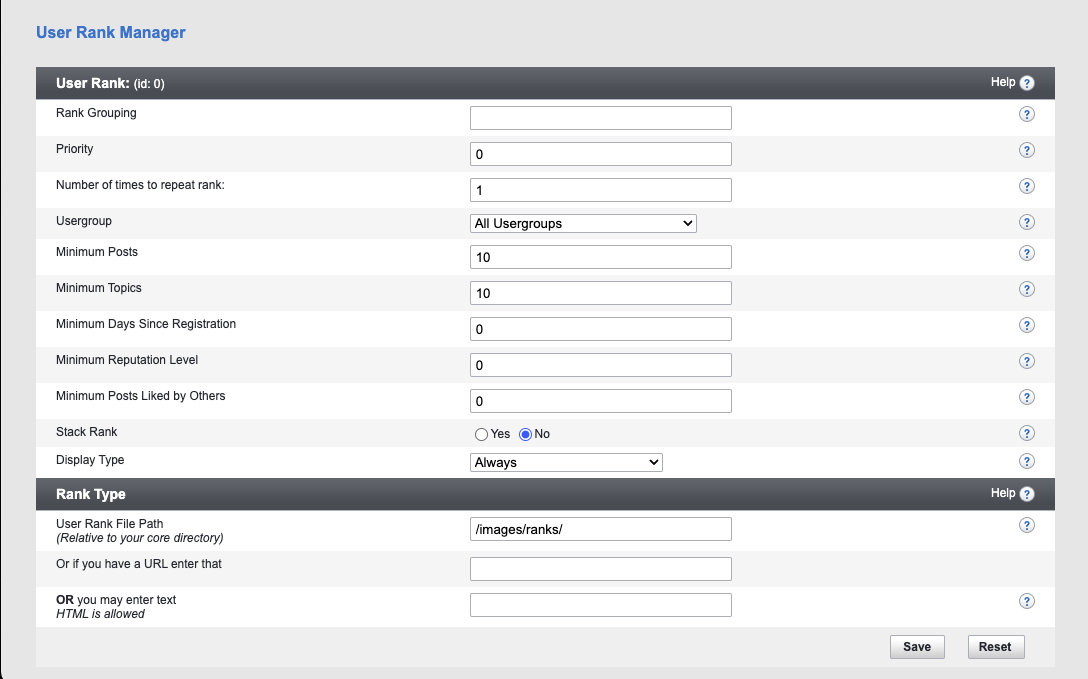 User Rank Manager
User Rank: (id: 0) Help ?
Rank Grouping ?
Priority 0 ?
Number of times to repeat rank: 1 ?
Usergroup All Usergroups ?
Minimum Posts 10 ?
Minimum Topics 10 ?
Minimum Days Since Registration 0 ?
Minimum Reputation Level 0 ?
Minimum Posts Liked by Others 0 ?
Stack Rank Yes No ?
Display Type Always ?
Rank Type Help ?
User Rank File Path /images/ranks/ ?
(Relative to your core directory)
Or if you have a URL enter that
OR you may enter text ?
HTML is allowed
Save Reset